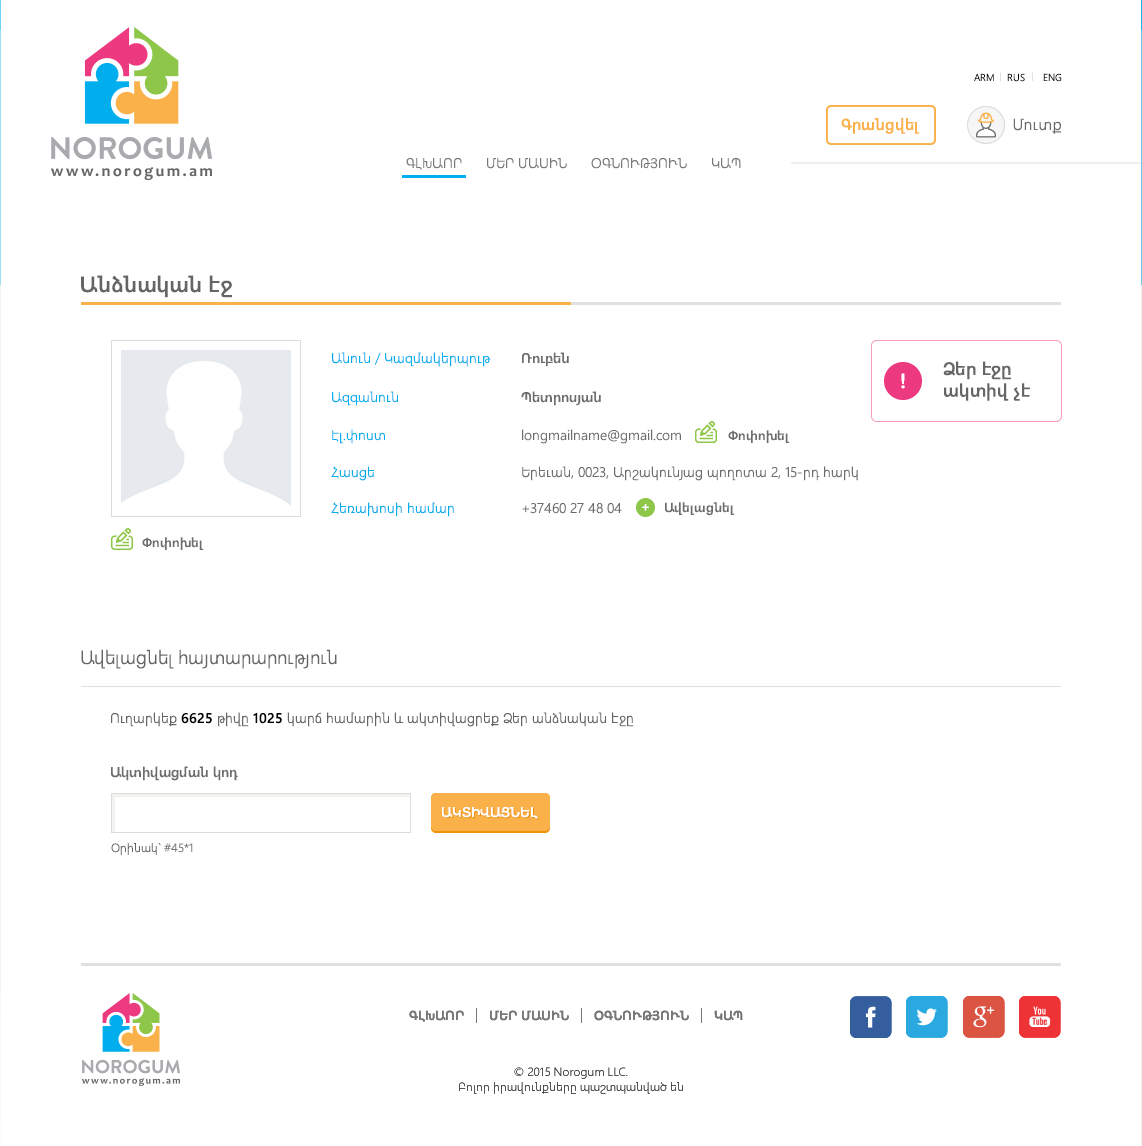 NOROGUM
www.norogum.am
ARM | RUS | ENG
Գրանցվել
Մուտք
ԳԼԽԱՈՐ ՄԵՐ ՄԱՍԻՆ ՕԳՆՈՒԹՅՈՒՆ ԿԱՊ
Անձնական էջ
Անուն / Կազմակերպութ Ռուբեն
Ազգանուն Պետրոսյան
Էլ.փոստ longmailname@gmail.com Փոփոխել
Հասցե Երեւան, 0023, Արշակունյաց պողոտա 2, 15-րդ հարկ
Հեռախոսի համար +37460 27 48 04 + Ավելացնել
! Ձեր էջը
ակտիվ չէ
Փոփոխել
Ավելացնել հայտարարություն
Ուղարկեք 6625 թիվը 1025 կարճ համարին և ակտիվացրեք Ձեր անձնական էջը
Ակտիվացման կոդ
ԱԿՏԻՎԱՑՆԵԼ
Օրինակ՝ #45*1
NOROGUM
www.norogum.am
ԳԼԽԱՈՐ | ՄԵՐ ՄԱՍԻՆ | ՕԳՆՈՒԹՅՈՒՆ | ԿԱՊ
f g+ You Tube
© 2015 Norogum LLC.
Բոլոր իրավունքները պաշտպանված են